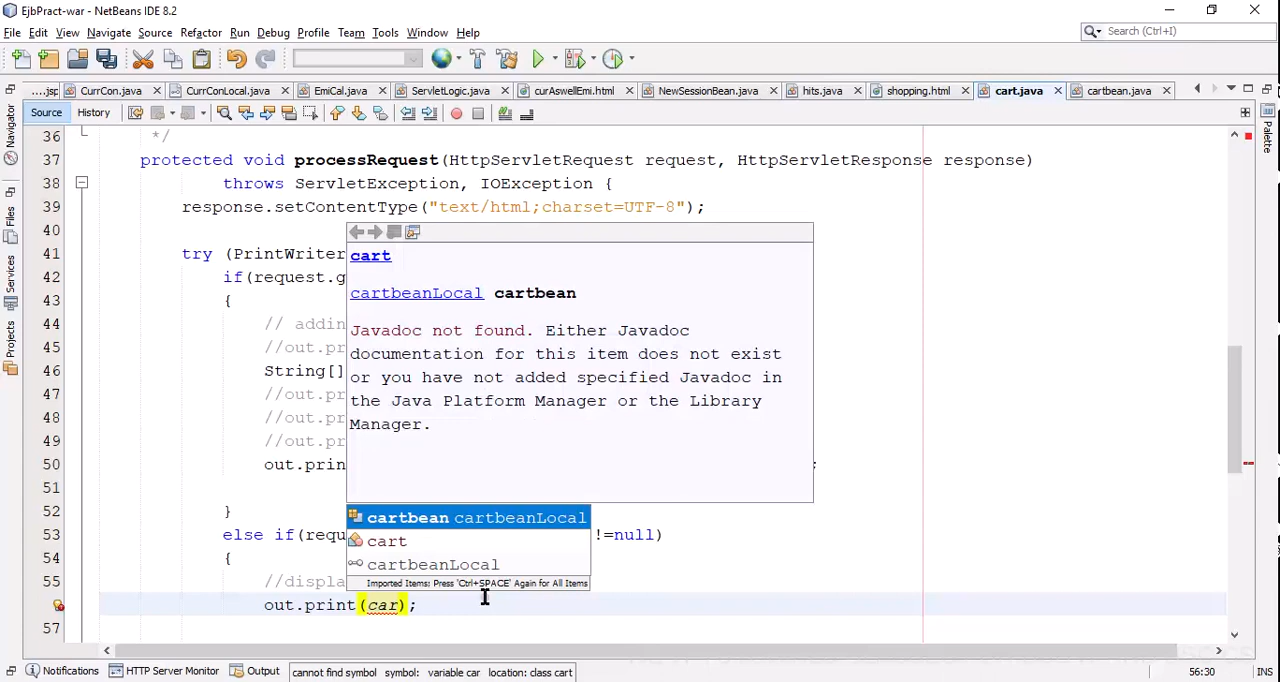 EjbPract-war - NetBeans IDE 8.2
File Edit View Navigate Source Refactor Run Debug Profile Team Tools Window Help
Search (Ctrl+I)
...jsp CurrCon.java CurrConLocal.java EmiCal.java ServletLogic.java curAswellEmi.html NewSessionBean.java hits.java shopping.html cart.java cartbean.java
Source History
Navigator
Files
Services
Projects
Palette
36 */
37 protected void processRequest(HttpServletRequest request, HttpServletResponse response)
38 throws ServletException, IOException {
39 response.setContentType("text/html;charset=UTF-8");
40
41 try (PrintWriter
42 if(request.g
43 {
44 // addin
45 //out.pr
46 String[]
47 //out.pr
48 //out.pr
49 //out.pr
50 out.prin ;
51
52 }
53 else if(requ !=null)
54 {
55 //displa
out.print(car);
57
cart
cartbeanLocal cartbean
Javadoc not found. Either Javadoc
documentation for this item does not exist
or you have not added specified Javadoc in
the Java Platform Manager or the Library
Manager.
cartbean cartbeanLocal
cart
cartbeanLocal
Imported Items: Press 'Ctrl+SPACE' Again for All Items
Notifications HTTP Server Monitor Output cannot find symbol symbol: variable car location: class cart 56:30 INS